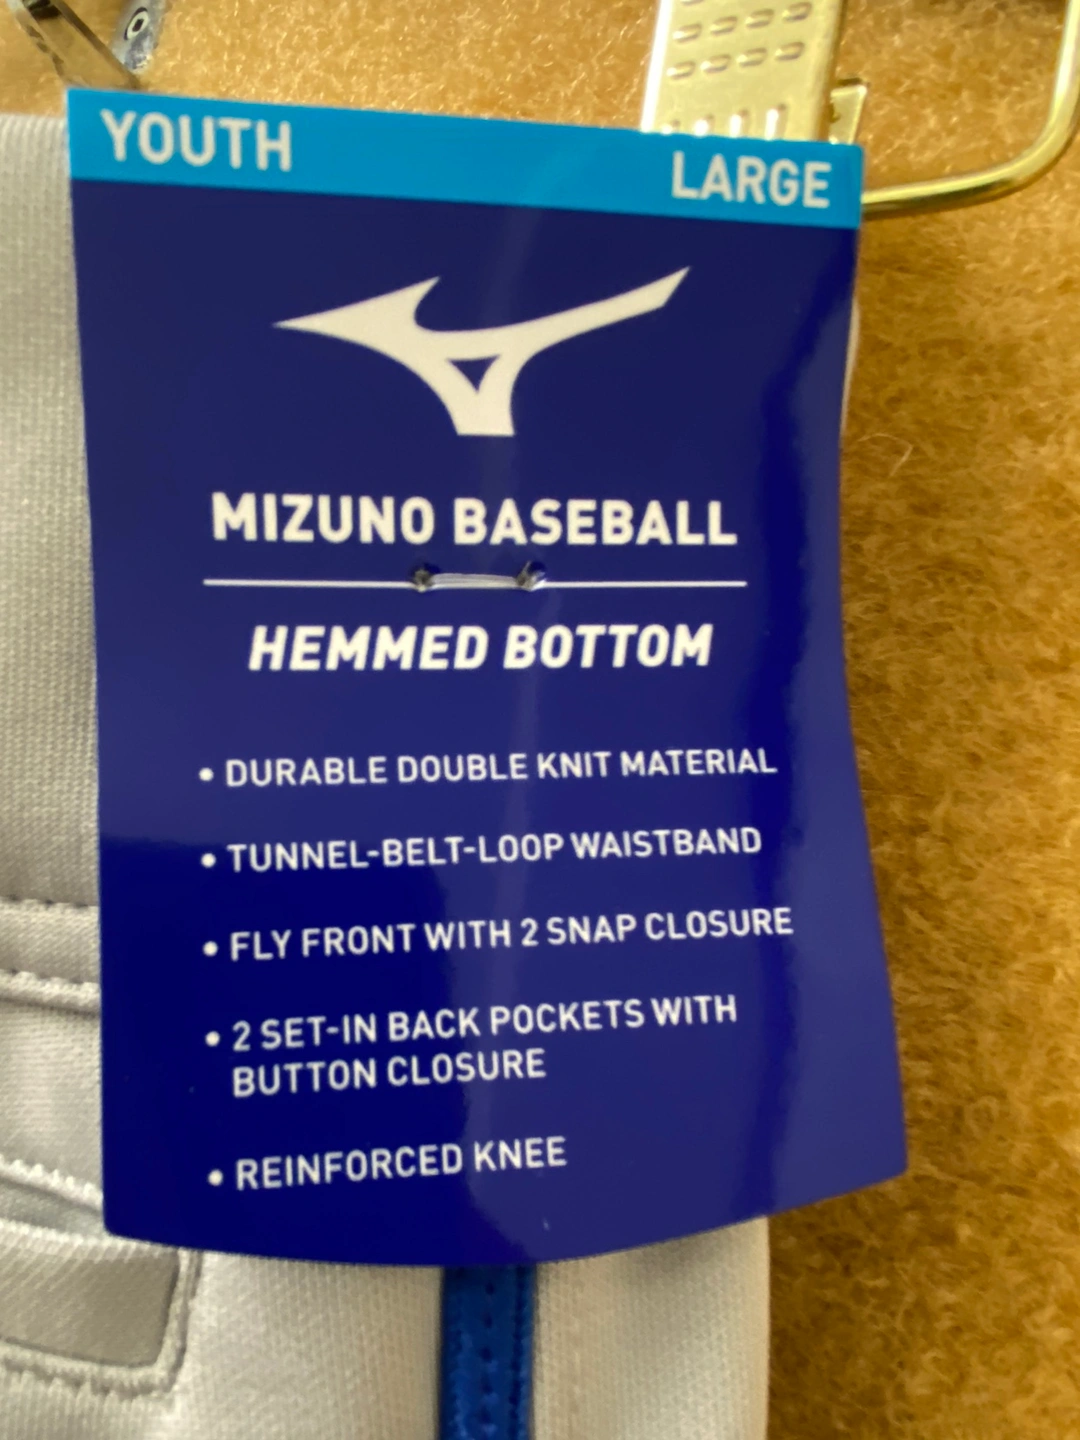 YOUTH LARGE
MIZUNO BASEBALL
HEMMED BOTTOM
• DURABLE DOUBLE KNIT MATERIAL
• TUNNEL-BELT-LOOP WAISTBAND
• FLY FRONT WITH 2 SNAP CLOSURE
• 2 SET-IN BACK POCKETS WITH
BUTTON CLOSURE
• REINFORCED KNEE